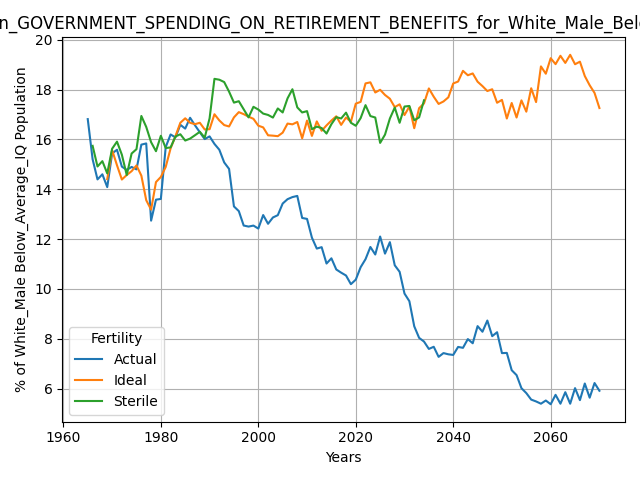 n_GOVERNMENT_SPENDING_ON_RETIREMENT_BENEFITS_for_White_Male_Belo
% of White_Male Below_Average_IQ Population
20
18
16
14
12
10
8
6
Fertility
Actual
Ideal
Sterile
1960 1980 2000 2020 2040 2060
Years